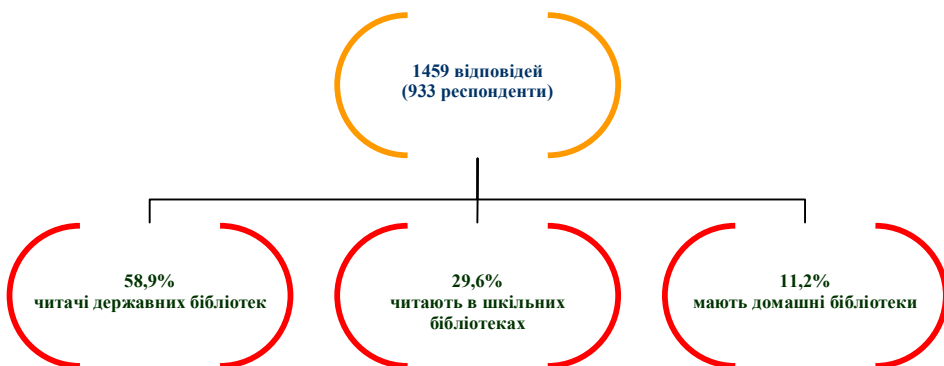 1459 відповідей
(933 респонденти)
58,9%
читачі державних бібліотек
29,6%
читають в шкільних
бібліотеках
11,2%
мають домашні бібліотеки